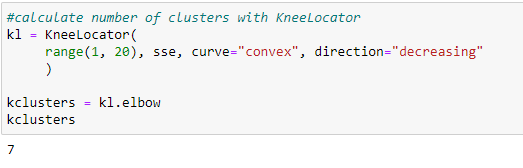 #calculate number of clusters with KneeLocator
kl = KneeLocator(
range(1, 20), sse, curve="convex", direction="decreasing"
)
kclusters = kl.elbow
kclusters
7